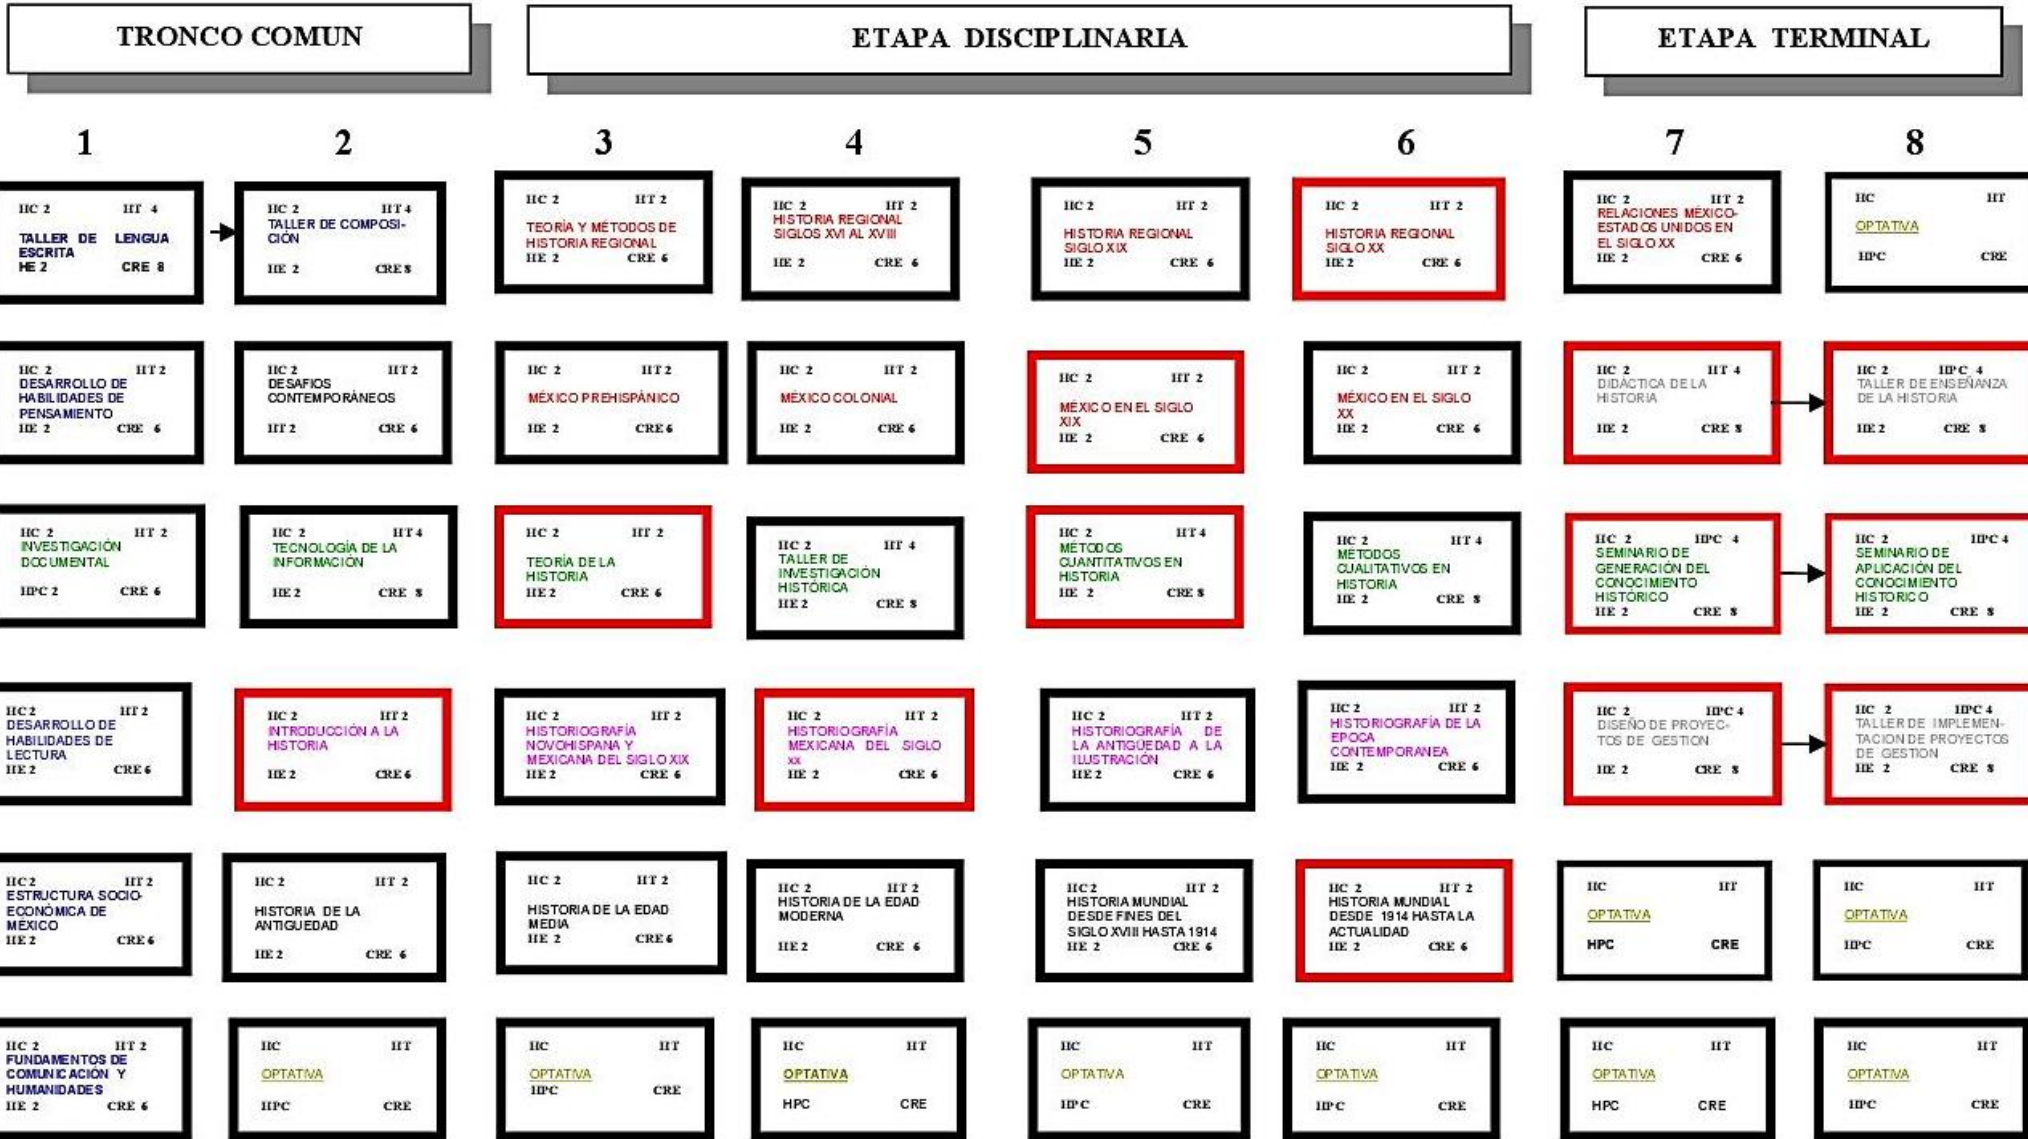 TRONCO COMUN
ETAPA DISCIPLINARIA
ETAPA TERMINAL
1 2 3 4 5 6 7 8
HC 2 HT 4
TALLER DE LENGUA
ESCRITA
HE 2 CRE 8
HC 2 HT 4
TALLER DE COMPOSI-
CIÓN
HE 2 CRE 8
HC 2 HT 2
TEORÍA Y MÉTODOS DE
HISTORIA REGIONAL
HE 2 CRE 6
HC 2 HT 2
HISTORIA REGIONAL
SIGLOS XVI AL XVIII
HE 2 CRE 6
HC 2 HT 2
HISTORIA REGIONAL
SIGLO XIX
HE 2 CRE 6
HC 2 HT 2
HISTORIA REGIONAL
SIGLO XX
HE 2 CRE 6
HC 2 HT 2
RELACIONES MÉXICO-
ESTADOS UNIDOS EN
EL SIGLO XX
HE 2 CRE 6
HC HT
OPTATIVA
HPC CRE
HC 2 HT 2
DESARROLLO DE
HABILIDADES DE
PENSAMIENTO
HE 2 CRE 6
HC 2 HT 2
DESAFIOS
CONTEMPORÁNEOS
HT 2 CRE 6
HC 2 HT 2
MÉXICO PREHISPÁNICO
HE 2 CRE 6
HC 2 HT 2
MÉXICO COLONIAL
HE 2 CRE 6
HC 2 HT 2
MÉXICO EN EL SIGLO
XIX
HE 2 CRE 6
HC 2 HT 2
MÉXICO EN EL SIGLO
XX
HE 2 CRE 6
HC 2 HT 4
DIDÁCTICA DE LA
HISTORIA
HE 2 CRE 8
HC 2 HPC 4
TALLER DE ENSEÑANZA
DE LA HISTORIA
HE 2 CRE 8
HC 2 HT 2
INVESTIGACIÓN
DOCUMENTAL
HPC 2 CRE 6
HC 2 HT 4
TECNOLOGÍA DE LA
INFORMACIÓN
HE 2 CRE 8
HC 2 HT 2
TEORÍA DE LA
HISTORIA
HE 2 CRE 6
HC 2 HT 4
TALLER DE
INVESTIGACIÓN
HISTÓRICA
HE 2 CRE 8
HC 2 HT 4
MÉTODOS
CUANTITATIVOS EN
HISTORIA
HE 2 CRE 8
HC 2 HT 4
MÉTODOS
CUALITATIVOS EN
HISTORIA
HE 2 CRE 8
HC 2 HPC 4
SEMINARIO DE
GENERACIÓN DEL
CONOCIMIENTO
HISTÓRICO
HE 2 CRE 8
HC 2 HPC 4
SEMINARIO DE
APLICACIÓN DEL
CONOCIMIENTO
HISTORICO
HE 2 CRE 8
HC 2 HT 2
DESARROLLO DE
HABILIDADES DE
LECTURA
HE 2 CRE 6
HC 2 HT 2
INTRODUCCIÓN A LA
HISTORIA
HE 2 CRE 6
HC 2 HT 2
HISTORIOGRAFÍA
NOVOHISPANA Y
MEXICANA DEL SIGLO XIX
HE 2 CRE 6
HC 2 HT 2
HISTORIOGRAFÍA
MEXICANA DEL SIGLO
xx
HE 2 CRE 6
HC 2 HT 2
HISTORIOGRAFÍA DE
LA ANTIGÜEDAD A LA
ILUSTRACIÓN
HE 2 CRE 6
HC 2 HT 2
HISTORIOGRAFÍA DE LA
EPOCA
CONTEMPORANEA
HE 2 CRE 6
HC 2 HPC 4
DISEÑO DE PROYEC-
TOS DE GESTION
HE 2 CRE 8
HC 2 HPC 4
TALLER DE IMPLEMEN-
TACION DE PROYECTOS
DE GESTION
HE 2 CRE 8
HC 2 HT 2
ESTRUCTURA SOCIO-
ECONÓMICA DE
MÉXICO
HE 2 CRE 6
HC 2 HT 2
HISTORIA DE LA
ANTIGUEDAD
HE 2 CRE 6
HC 2 HT 2
HISTORIA DE LA EDAD
MEDIA
HE 2 CRE 6
HC 2 HT 2
HISTORIA DE LA EDAD
MODERNA
HE 2 CRE 6
HC 2 HT 2
HISTORIA MUNDIAL
DESDE FINES DEL
SIGLO XVIII HASTA 1914
HE 2 CRE 6
HC 2 HT 2
HISTORIA MUNDIAL
DESDE 1914 HASTA LA
ACTUALIDAD
HE 2 CRE 6
HC HT
OPTATIVA
HPC CRE
HC HT
OPTATIVA
HPC CRE
HC 2 HT 2
FUNDAMENTOS DE
COMUNICACIÓN Y
HUMANIDADES
HE 2 CRE 6
HC HT
OPTATIVA
HPC CRE
HC HT
OPTATIVA
HPC CRE
HC HT
OPTATIVA
HPC CRE
HC HT
OPTATIVA
HPC CRE
HC HT
OPTATIVA
HPC CRE
HC HT
OPTATIVA
HPC CRE
HC HT
OPTATIVA
HPC CRE